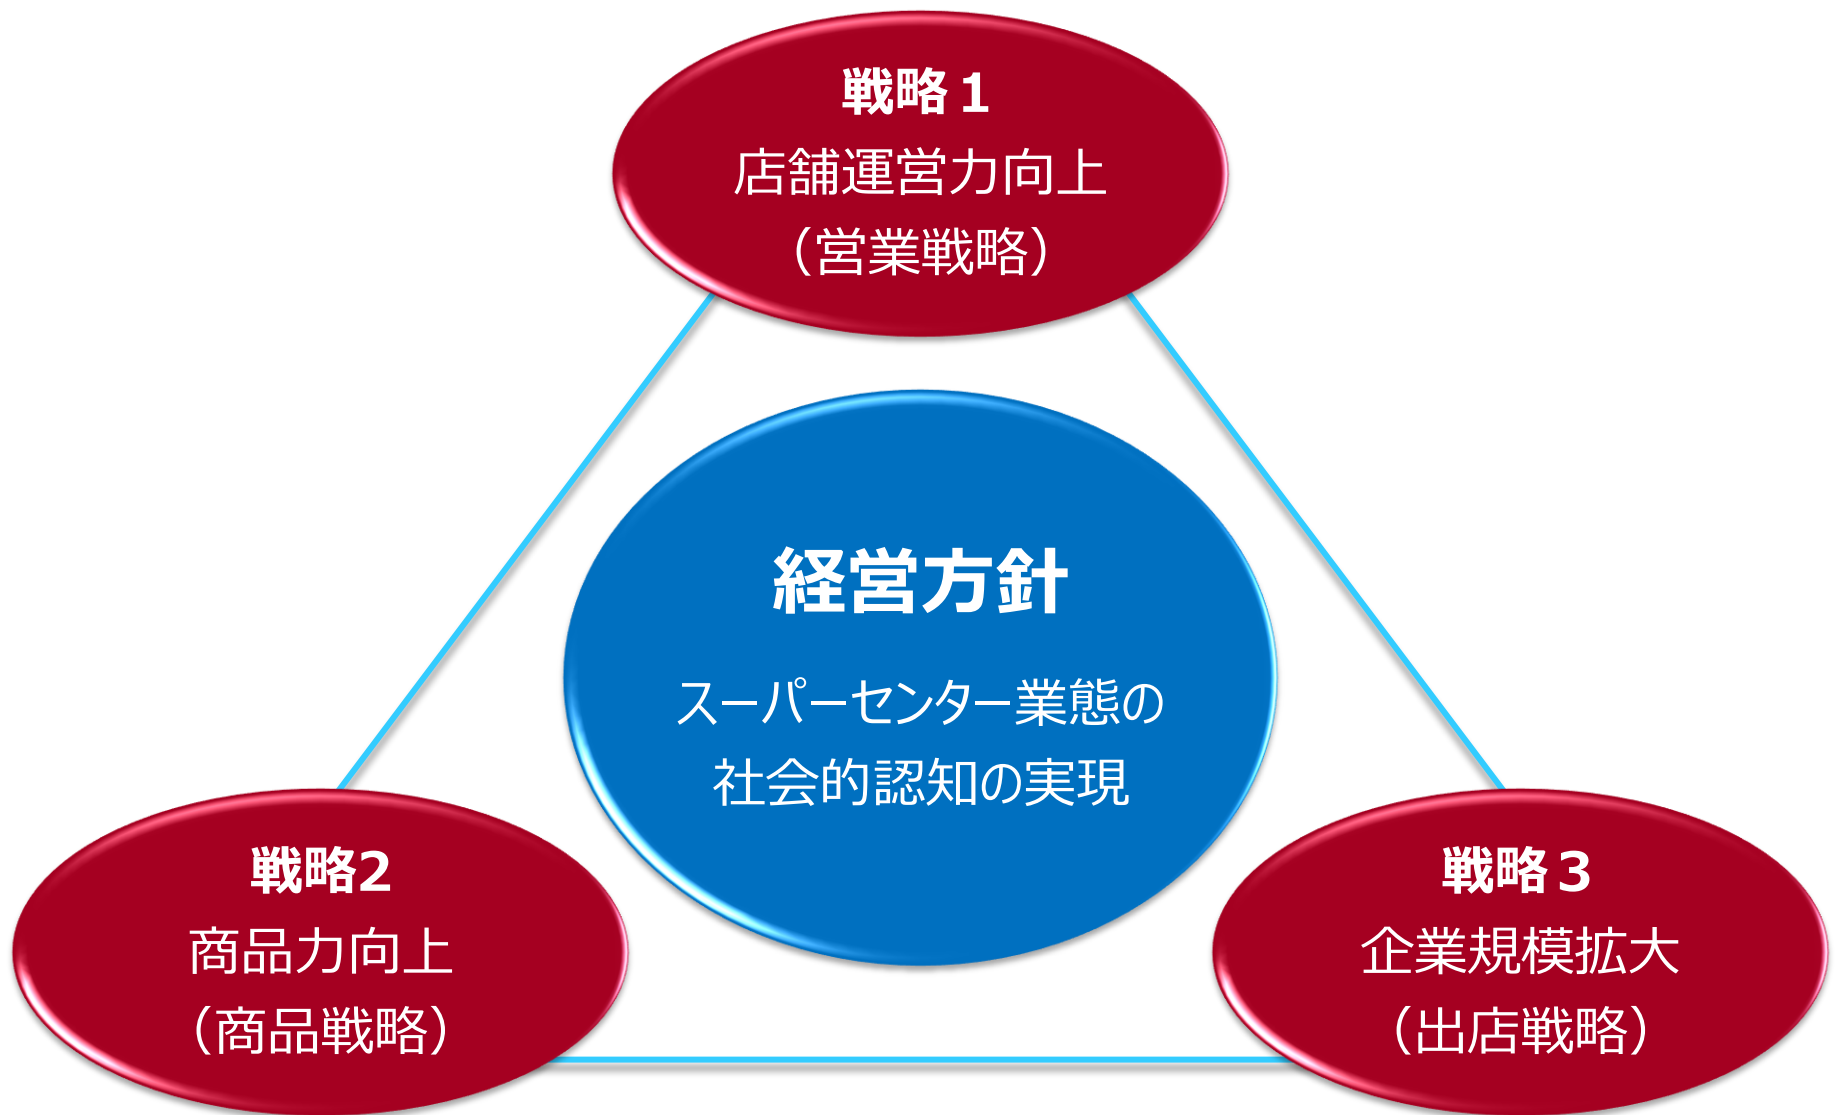 戦略１
店舗運営力向上
（営業戦略）
経営方針
スーパーセンター業態の
社会的認知の実現
戦略2
商品力向上
（商品戦略）
戦略３
企業規模拡大
（出店戦略）